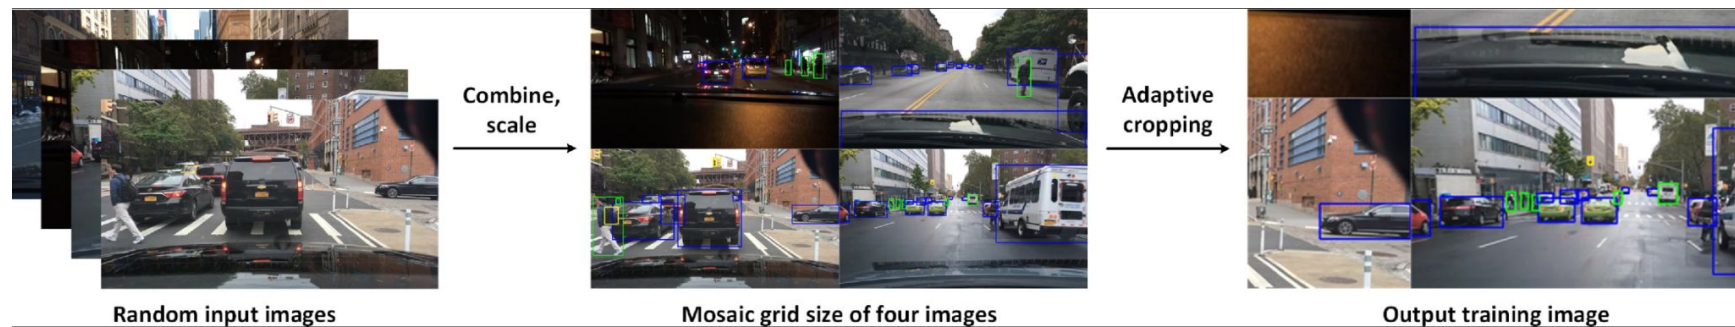 Combine,
scale
Adaptive
cropping
Random input images
Mosaic grid size of four images
Output training image